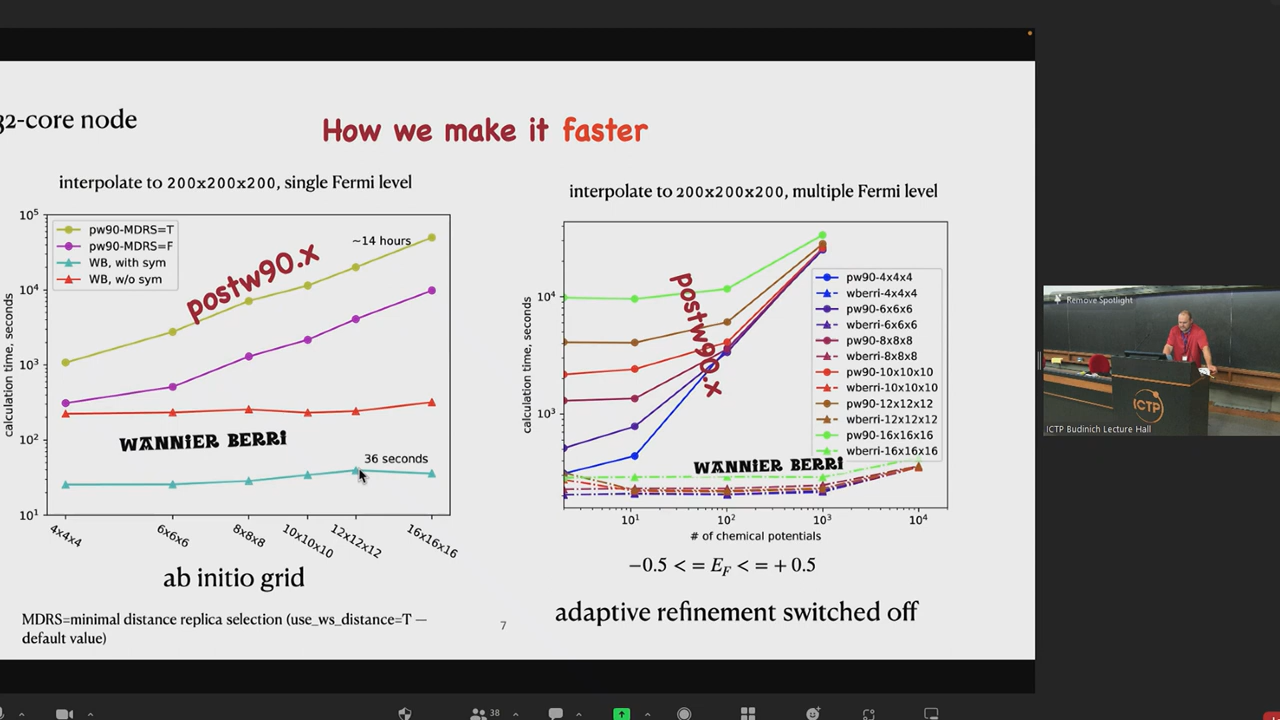 32-core node
How we make it faster
interpolate to 200x200x200, single Fermi level
10⁵
10⁴
10³
10²
10¹
calculation time, seconds
pw90-MDRS=T
pw90-MDRS=F
WB, with sym
WB, w/o sym
postw90.x
~14 hours
WANNIER BERRI
36 seconds
4x4x4
6x6x6
8x8x8
10x10x10
12x12x12
16x16x16
ab initio grid
MDRS=minimal distance replica selection (use_ws_distance=T —
default value)
7
interpolate to 200x200x200, multiple Fermi level
10⁴
10³
calculation time, seconds
postw90.x
pw90-4x4x4
wberri-4x4x4
pw90-6x6x6
wberri-6x6x6
pw90-8x8x8
wberri-8x8x8
pw90-10x10x10
wberri-10x10x10
pw90-12x12x12
wberri-12x12x12
pw90-16x16x16
wberri-16x16x16
WANNIER BERRI
10¹
10²
10³
10⁴
# of chemical potentials
−0.5 < = E_F < = + 0.5
adaptive refinement switched off
Remove Spotlight
ICTP
ICTP Budinich Lecture Hall
38